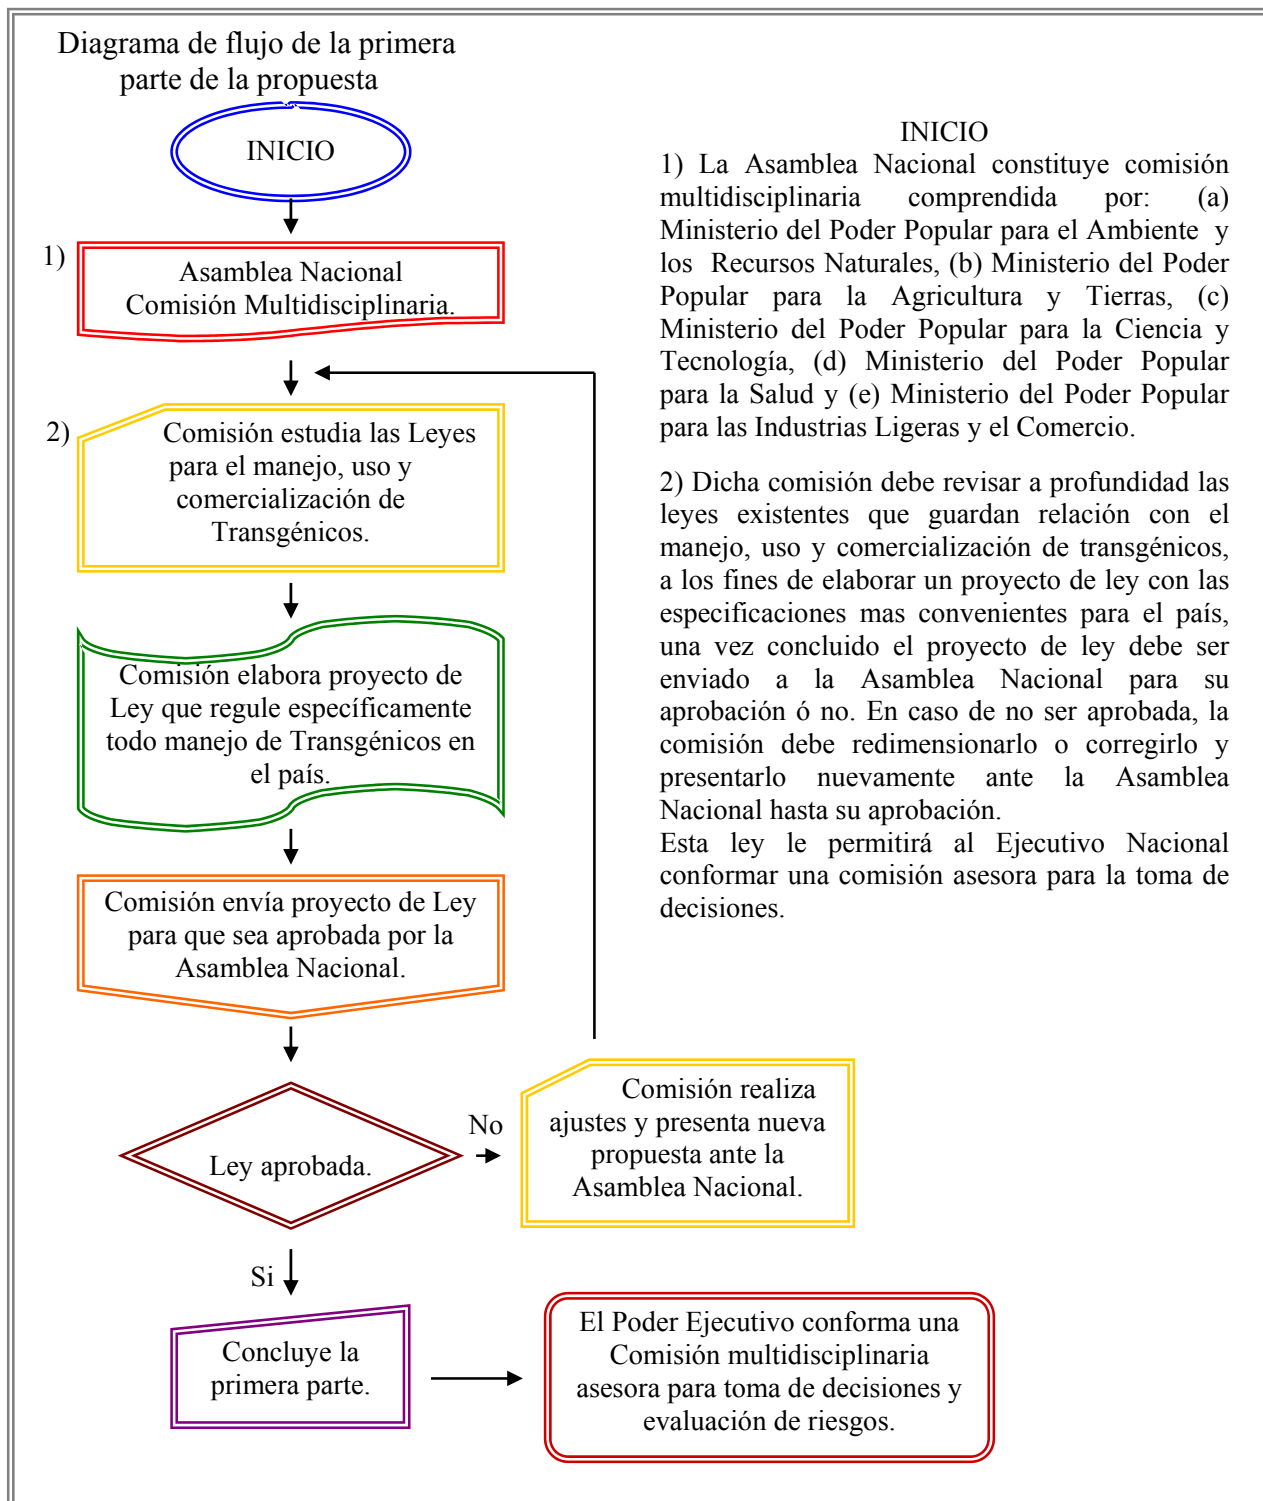 Diagrama de flujo de la primera
parte de la propuesta
INICIO
1)
Asamblea Nacional
Comisión Multidisciplinaria.
2)
Comisión estudia las Leyes
para el manejo, uso y
comercialización de
Transgénicos.
Comisión elabora proyecto de
Ley que regule específicamente
todo manejo de Transgénicos en
el país.
Comisión envía proyecto de Ley
para que sea aprobada por la
Asamblea Nacional.
Ley aprobada.
No
Comisión realiza
ajustes y presenta nueva
propuesta ante la
Asamblea Nacional.
Si
Concluye la
primera parte.
El Poder Ejecutivo conforma una
Comisión multidisciplinaria
asesora para toma de decisiones y
evaluación de riesgos.
INICIO
1) La Asamblea Nacional constituye comisión
multidisciplinaria comprendida por: (a)
Ministerio del Poder Popular para el Ambiente y
los Recursos Naturales, (b) Ministerio del Poder
Popular para la Agricultura y Tierras, (c)
Ministerio del Poder Popular para la Ciencia y
Tecnología, (d) Ministerio del Poder Popular
para la Salud y (e) Ministerio del Poder Popular
para las Industrias Ligeras y el Comercio.
2) Dicha comisión debe revisar a profundidad las
leyes existentes que guardan relación con el
manejo, uso y comercialización de transgénicos,
a los fines de elaborar un proyecto de ley con las
especificaciones mas convenientes para el país,
una vez concluido el proyecto de ley debe ser
enviado a la Asamblea Nacional para su
aprobación ó no. En caso de no ser aprobada, la
comisión debe redimensionarlo o corregirlo y
presentarlo nuevamente ante la Asamblea
Nacional hasta su aprobación.
Esta ley le permitirá al Ejecutivo Nacional
conformar una comisión asesora para la toma de
decisiones.